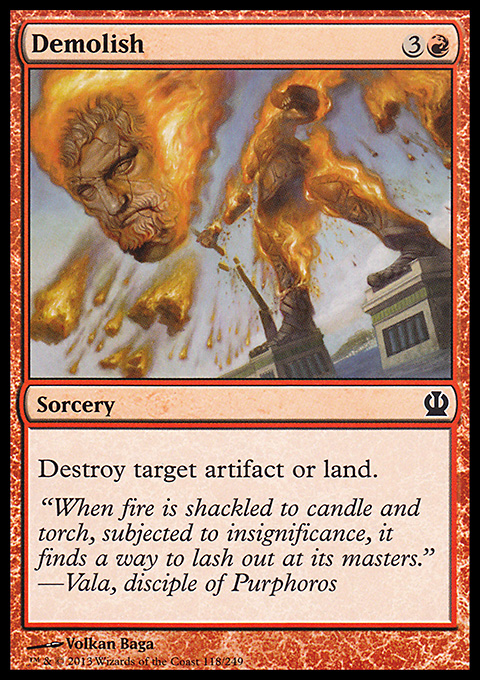 Demolish 3
Sorcery
Destroy target artifact or land.
“When fire is shackled to candle and
torch, subjected to insignificance, it
finds a way to lash out at its masters.”
—Vala, disciple of Purphoros
Volkan Baga
™ & © 2013 Wizards of the Coast 118/249